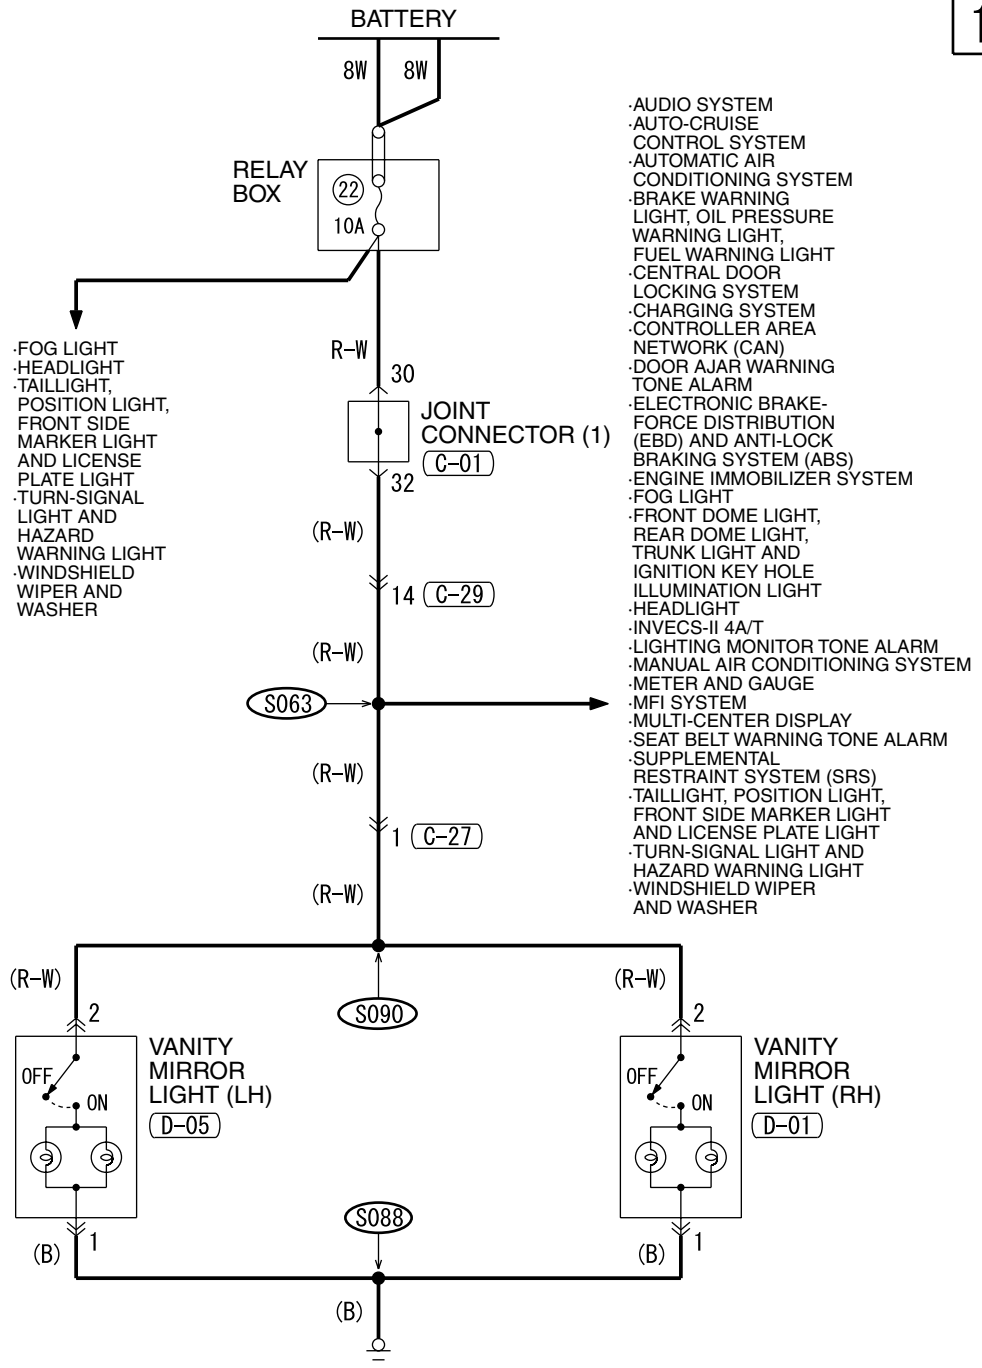 BATTERY
8W 8W
RELAY
BOX
22
10A
·AUDIO SYSTEM
·AUTO-CRUISE
CONTROL SYSTEM
·AUTOMATIC AIR
CONDITIONING SYSTEM
·BRAKE WARNING
LIGHT, OIL PRESSURE
WARNING LIGHT,
FUEL WARNING LIGHT
·CENTRAL DOOR
LOCKING SYSTEM
·CHARGING SYSTEM
·CONTROLLER AREA
NETWORK (CAN)
·DOOR AJAR WARNING
TONE ALARM
·ELECTRONIC BRAKE-
FORCE DISTRIBUTION
(EBD) AND ANTI-LOCK
BRAKING SYSTEM (ABS)
·ENGINE IMMOBILIZER SYSTEM
·FOG LIGHT
·FRONT DOME LIGHT,
REAR DOME LIGHT,
TRUNK LIGHT AND
IGNITION KEY HOLE
ILLUMINATION LIGHT
·HEADLIGHT
·INVECS-II 4A/T
·LIGHTING MONITOR TONE ALARM
·MANUAL AIR CONDITIONING SYSTEM
·METER AND GAUGE
·MFI SYSTEM
·MULTI-CENTER DISPLAY
·SEAT BELT WARNING TONE ALARM
·SUPPLEMENTAL
RESTRAINT SYSTEM (SRS)
·TAILLIGHT, POSITION LIGHT,
FRONT SIDE MARKER LIGHT
AND LICENSE PLATE LIGHT
·TURN-SIGNAL LIGHT AND
HAZARD WARNING LIGHT
·WINDSHIELD WIPER
AND WASHER
·FOG LIGHT
·HEADLIGHT
·TAILLIGHT,
POSITION LIGHT,
FRONT SIDE
MARKER LIGHT
AND LICENSE
PLATE LIGHT
·TURN-SIGNAL
LIGHT AND
HAZARD
WARNING LIGHT
·WINDSHIELD
WIPER AND
WASHER
R-W
30
JOINT
CONNECTOR (1)
C-01
32
(R-W)
14 C-29
(R-W)
S063
(R-W)
1 C-27
(R-W)
(R-W) (R-W)
2 2
S090
VANITY
MIRROR
LIGHT (LH)
D-05
OFF
ON
VANITY
MIRROR
LIGHT (RH)
D-01
OFF
ON
S088
1 1
(B) (B)
(B)